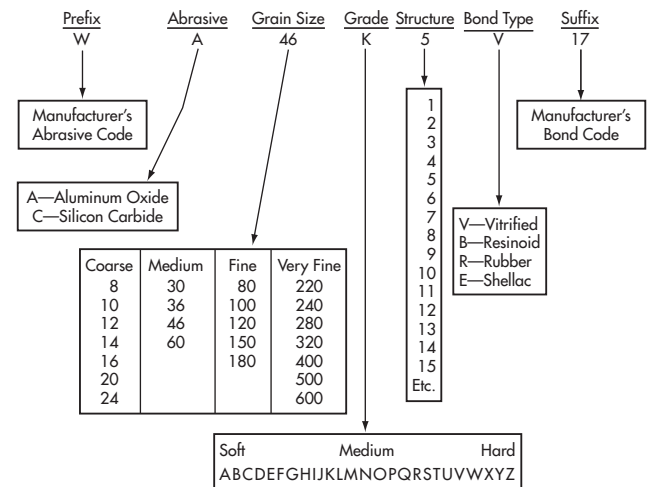 Prefix Abrasive Grain Size Grade Structure Bond Type Suffix
W A 46 K 5 V 17
Manufacturer's
Abrasive Code
A—Aluminum Oxide
C—Silicon Carbide
Coarse Medium Fine Very Fine
8 30 80 220
10 36 100 240
12 46 120 280
14 60 150 320
16 180 400
20 500
24 600
Soft Medium Hard
ABCDEFGHIJKLMNOPQRSTUVWXYZ
1
2
3
4
5
6
7
8
9
10
11
12
13
14
15
Etc.
V—Vitrified
B—Resinoid
R—Rubber
E—Shellac
Manufacturer's
Bond Code